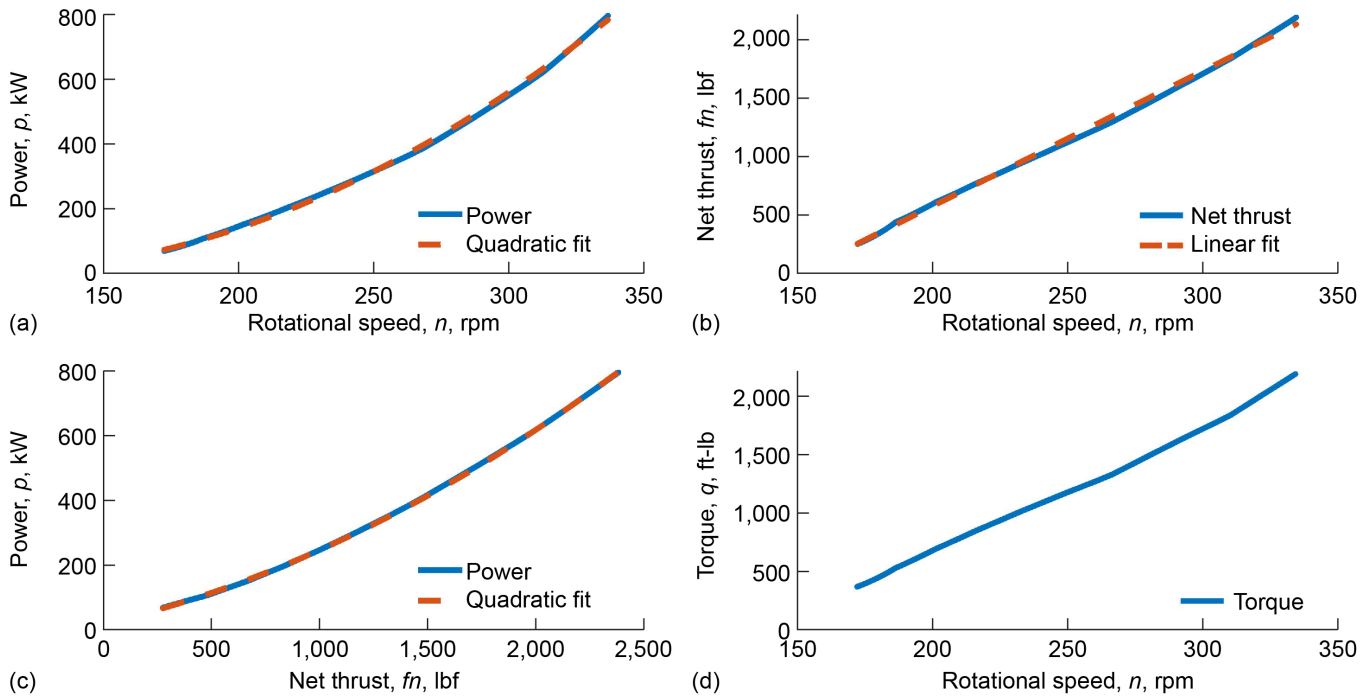 800
600
400
200
0
Power, p, kW
Power
Quadratic fit
150
200
250
300
350
(a)
Rotational speed, n, rpm
2,000
1,500
1,000
500
0
Net thrust, fn, lbf
Net thrust
Linear fit
150
200
250
300
350
(b)
Rotational speed, n, rpm
800
600
400
200
0
Power, p, kW
Power
Quadratic fit
0
500
1,000
1,500
2,000
2,500
(c)
Net thrust, fn, lbf
2,000
1,500
1,000
500
0
Torque, q, ft-lb
Torque
150
200
250
300
350
(d)
Rotational speed, n, rpm